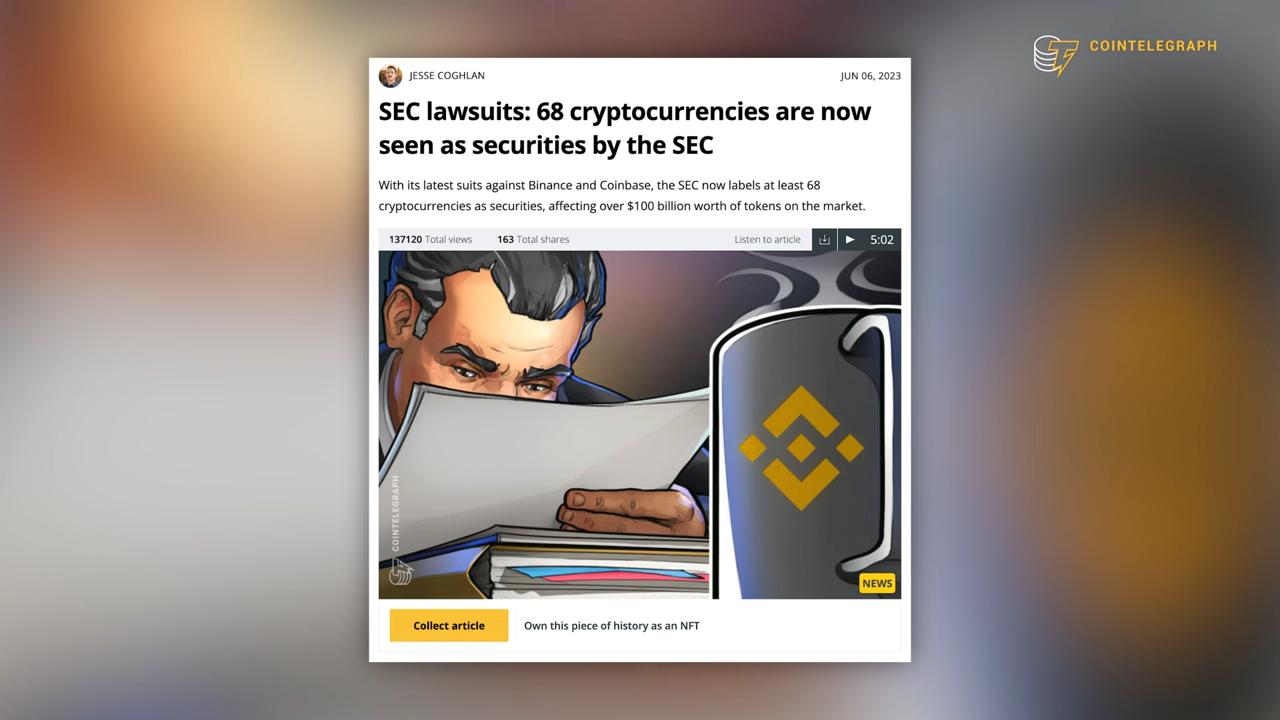 COINTELEGRAPH
JESSE COGHLAN
JUN 06, 2023
SEC lawsuits: 68 cryptocurrencies are now
seen as securities by the SEC
With its latest suits against Binance and Coinbase, the SEC now labels at least 68
cryptocurrencies as securities, affecting over $100 billion worth of tokens on the market.
137120 Total views 163 Total shares Listen to article 5:02
COINTELEGRAPH
NEWS
Collect article Own this piece of history as an NFT